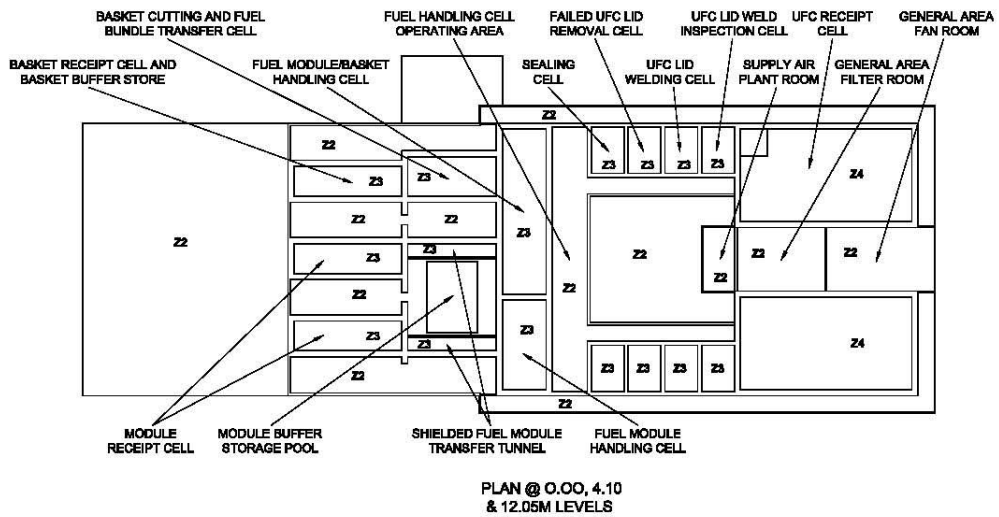 BASKET CUTTING AND FUEL
BUNDLE TRANSFER CELL
FUEL HANDLING CELL
OPERATING AREA
FAILED UFC LID
REMOVAL CELL
UFC LID WELD
INSPECTION CELL
UFC RECEIPT
CELL
GENERAL AREA
FAN ROOM
BASKET RECEIPT CELL AND
BASKET BUFFER STORE
FUEL MODULE/BASKET
HANDLING CELL
SEALING
CELL
UFC LID
WELDING CELL
SUPPLY AIR
PLANT ROOM
GENERAL AREA
FILTER ROOM
Z2
Z2
Z3
Z3
Z3
Z3
Z3
Z3
Z4
Z3
Z2
Z2
Z3
Z2
Z3
Z3
Z2
Z2
Z2
Z2
Z2
Z2
Z3
Z3
Z3
Z4
Z2
Z3
Z3
Z3
Z3
Z2
MODULE
RECEIPT CELL
MODULE BUFFER
STORAGE POOL
SHIELDED FUEL MODULE
TRANSFER TUNNEL
FUEL MODULE
HANDLING CELL
PLAN @ O.OO, 4.10
& 12.05M LEVELS